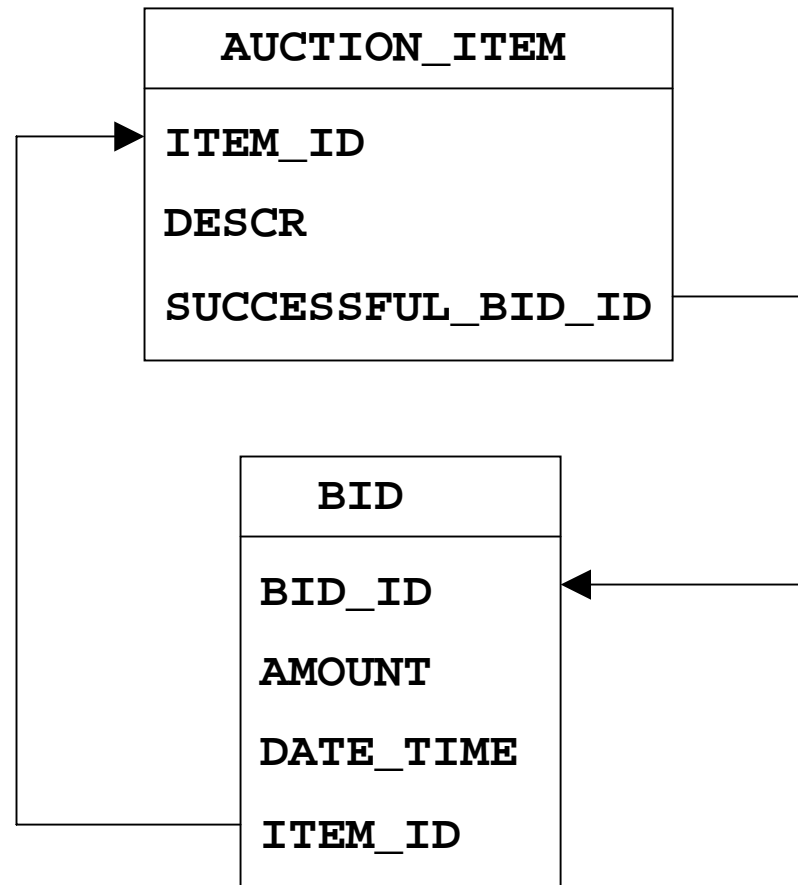 AUCTION_ITEM
ITEM_ID
DESCR
SUCCESSFUL_BID_ID
BID
BID_ID
AMOUNT
DATE_TIME
ITEM_ID